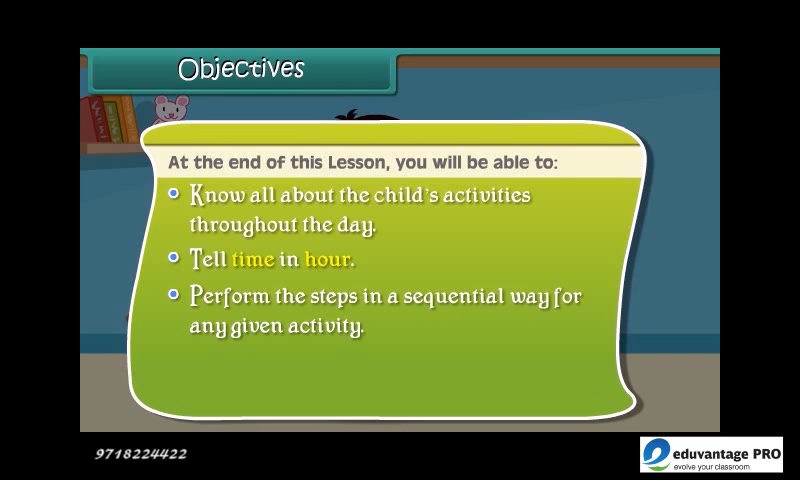 Objectives
At the end of this Lesson, you will be able to:
Know all about the child's activities
throughout the day.
Tell time in hour.
Perform the steps in a sequential way for
any given activity.
9718224422
eduvantage PRO
evolve your classroom